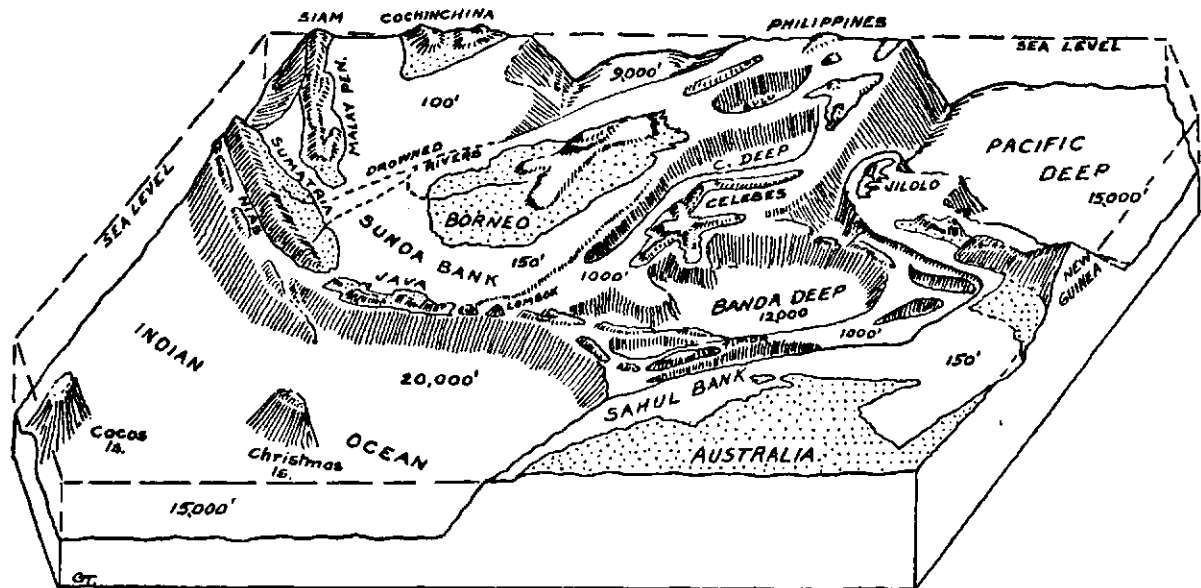 SIAM
COCHINCHINA
PHILIPPINES
SEA LEVEL
9,000'
MALAY PEN.
100'
PACIFIC
DEEP
15,000'
SUMATRIA
DROWNED
RIVERS
C. DEEP
JILOLO
SEA LEVEL
NIAS
CELEBES
BORNEO
SUNDA BANK
150'
1000'
NEW
GUINEA
JAVA
LOMBOK
BANDA DEEP
12,000
INDIAN
TIMOR
1000'
150'
20,000'
SAHUL BANK
COCOS
Is.
Christmas
Is.
OCEAN
AUSTRALIA.
15,000'
GT.